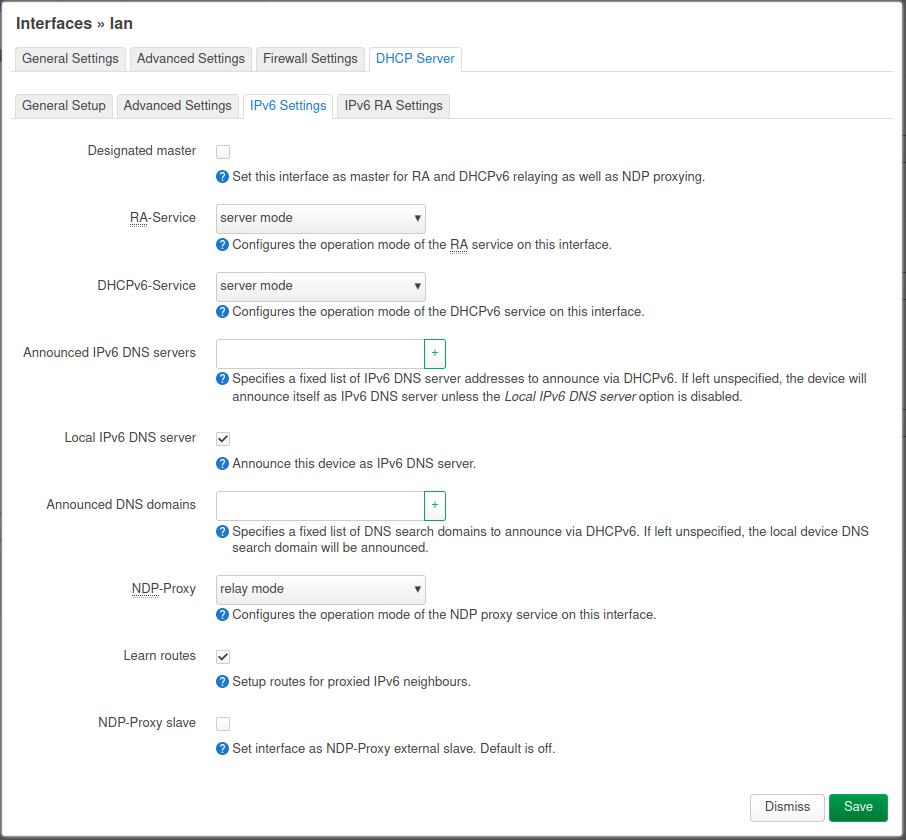 Interfaces » lan
General Settings Advanced Settings Firewall Settings DHCP Server
General Setup Advanced Settings IPv6 Settings IPv6 RA Settings
Designated master
Set this interface as master for RA and DHCPv6 relaying as well as NDP proxying.
RA-Service server mode
Configures the operation mode of the RA service on this interface.
DHCPv6-Service server mode
Configures the operation mode of the DHCPv6 service on this interface.
Announced IPv6 DNS servers +
Specifies a fixed list of IPv6 DNS server addresses to announce via DHCPv6. If left unspecified, the device will
announce itself as IPv6 DNS server unless the Local IPv6 DNS server option is disabled.
Local IPv6 DNS server
Announce this device as IPv6 DNS server.
Announced DNS domains +
Specifies a fixed list of DNS search domains to announce via DHCPv6. If left unspecified, the local device DNS
search domain will be announced.
NDP-Proxy relay mode
Configures the operation mode of the NDP proxy service on this interface.
Learn routes
Setup routes for proxied IPv6 neighbours.
NDP-Proxy slave
Set interface as NDP-Proxy external slave. Default is off.
Dismiss Save